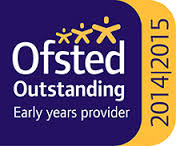 Ofsted
Outstanding
Early years provider
2014|2015